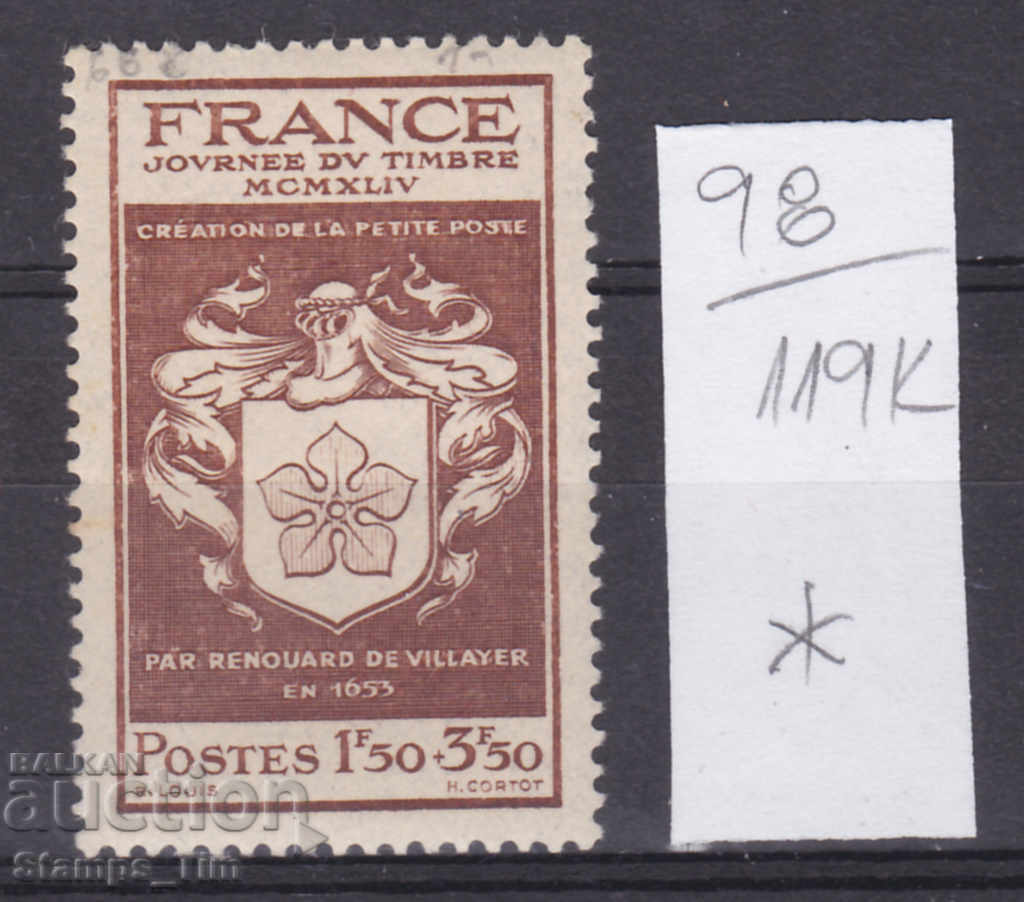 FRANCE
JOVRNEE DV TIMBRE
MCMXLIV
CRÉATION DE LA PETITE POSTE
PAR RENOUARD DE VILLAYER
EN 1653
POSTES 1F50+3F50
R. LOUIS
H. CORTOT
98
119K
*
BALKAN
auction
Stamps_Tim